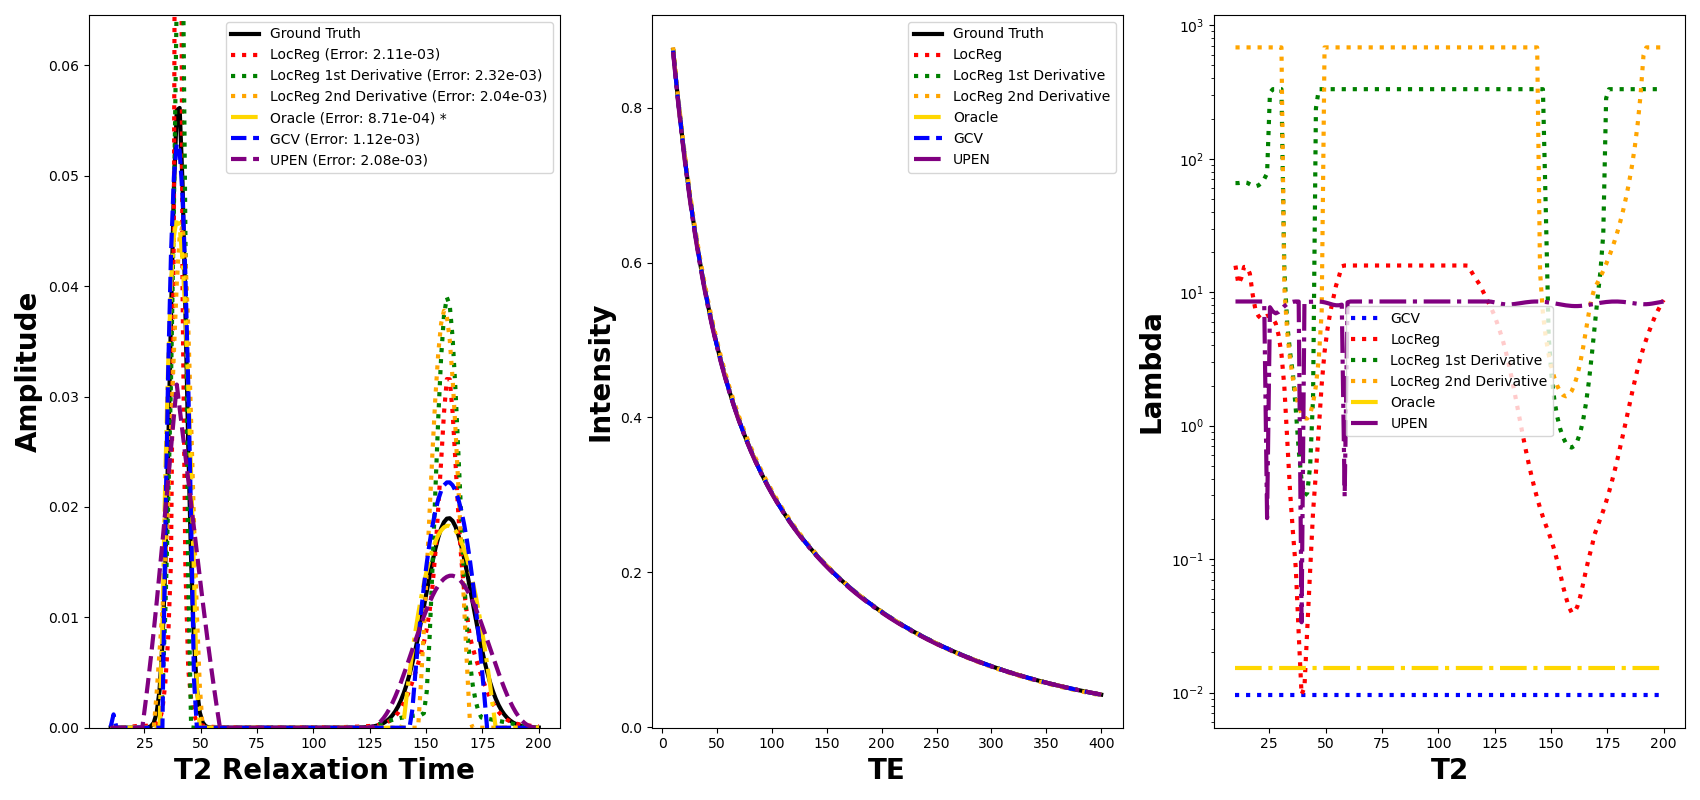 Amplitude
0.06
0.05
0.04
0.03
0.02
0.01
0.00
25 50 75 100 125 150 175 200
T2 Relaxation Time
Ground Truth
LocReg (Error: 2.11e-03)
LocReg 1st Derivative (Error: 2.32e-03)
LocReg 2nd Derivative (Error: 2.04e-03)
Oracle (Error: 8.71e-04) *
GCV (Error: 1.12e-03)
UPEN (Error: 2.08e-03)
Intensity
0.8
0.6
0.4
0.2
0.0
0 50 100 150 200 250 300 350 400
TE
Ground Truth
LocReg
LocReg 1st Derivative
LocReg 2nd Derivative
Oracle
GCV
UPEN
Lambda
10³
10²
10¹
10⁰
10⁻¹
10⁻²
25 50 75 100 125 150 175 200
T2
GCV
LocReg
LocReg 1st Derivative
LocReg 2nd Derivative
Oracle
UPEN